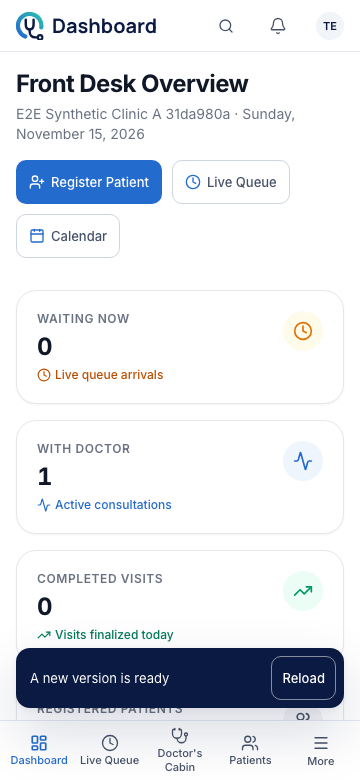 Dashboard
TE
Front Desk Overview
E2E Synthetic Clinic A 31da980a · Sunday,
November 15, 2026
Register Patient
Live Queue
Calendar
WAITING NOW
0
Live queue arrivals
WITH DOCTOR
1
Active consultations
COMPLETED VISITS
0
Visits finalized today
A new version is ready
Reload
REGISTERED PATIENTS
Dashboard
Live Queue
Doctor's
Cabin
Patients
More